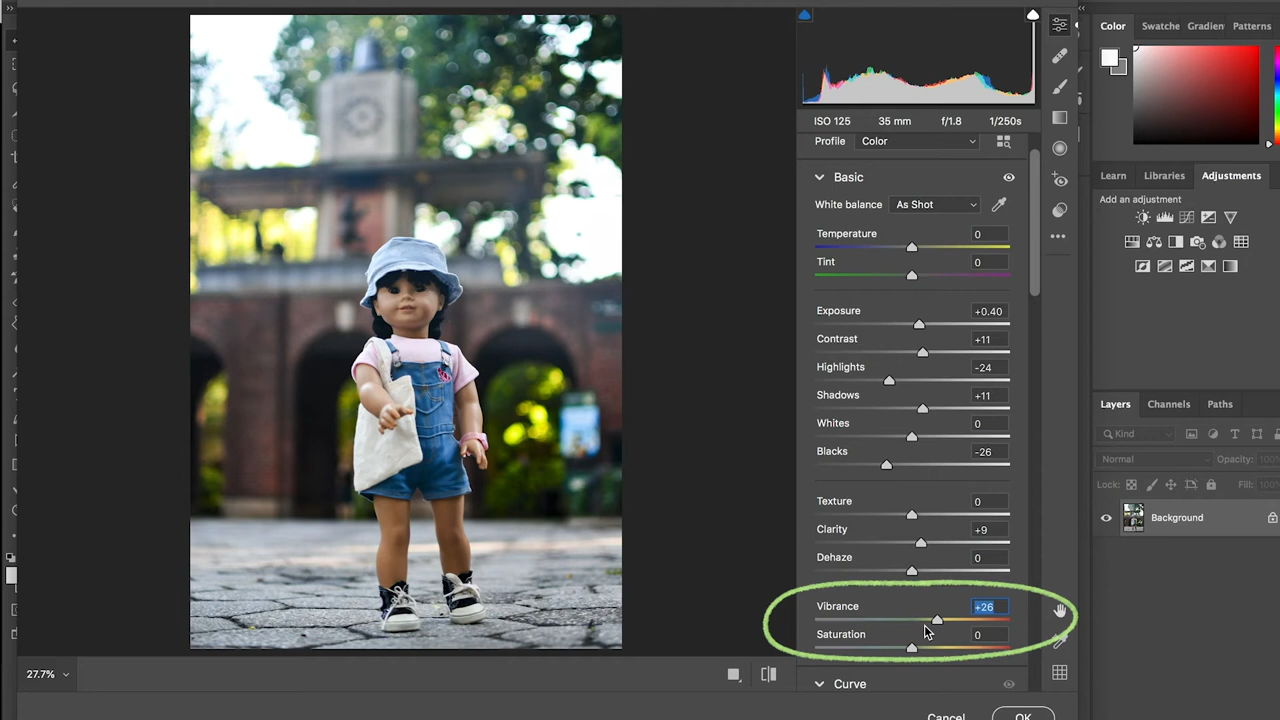 Color Swatche Gradien Patterns
ISO 125 35 mm f/1.8 1/250s
Profile Color
Basic
White balance As Shot
Temperature 0
Tint 0
Exposure +0.40
Contrast +11
Highlights -24
Shadows +11
Whites 0
Blacks -26
Texture 0
Clarity +9
Dehaze 0
Vibrance +26
Saturation 0
Curve
Cancel OK
27.7%
Learn Libraries Adjustments
Add an adjustment
Layers Channels Paths
Kind
Normal Opacity: 100%
Lock: Fill: 100%
Background